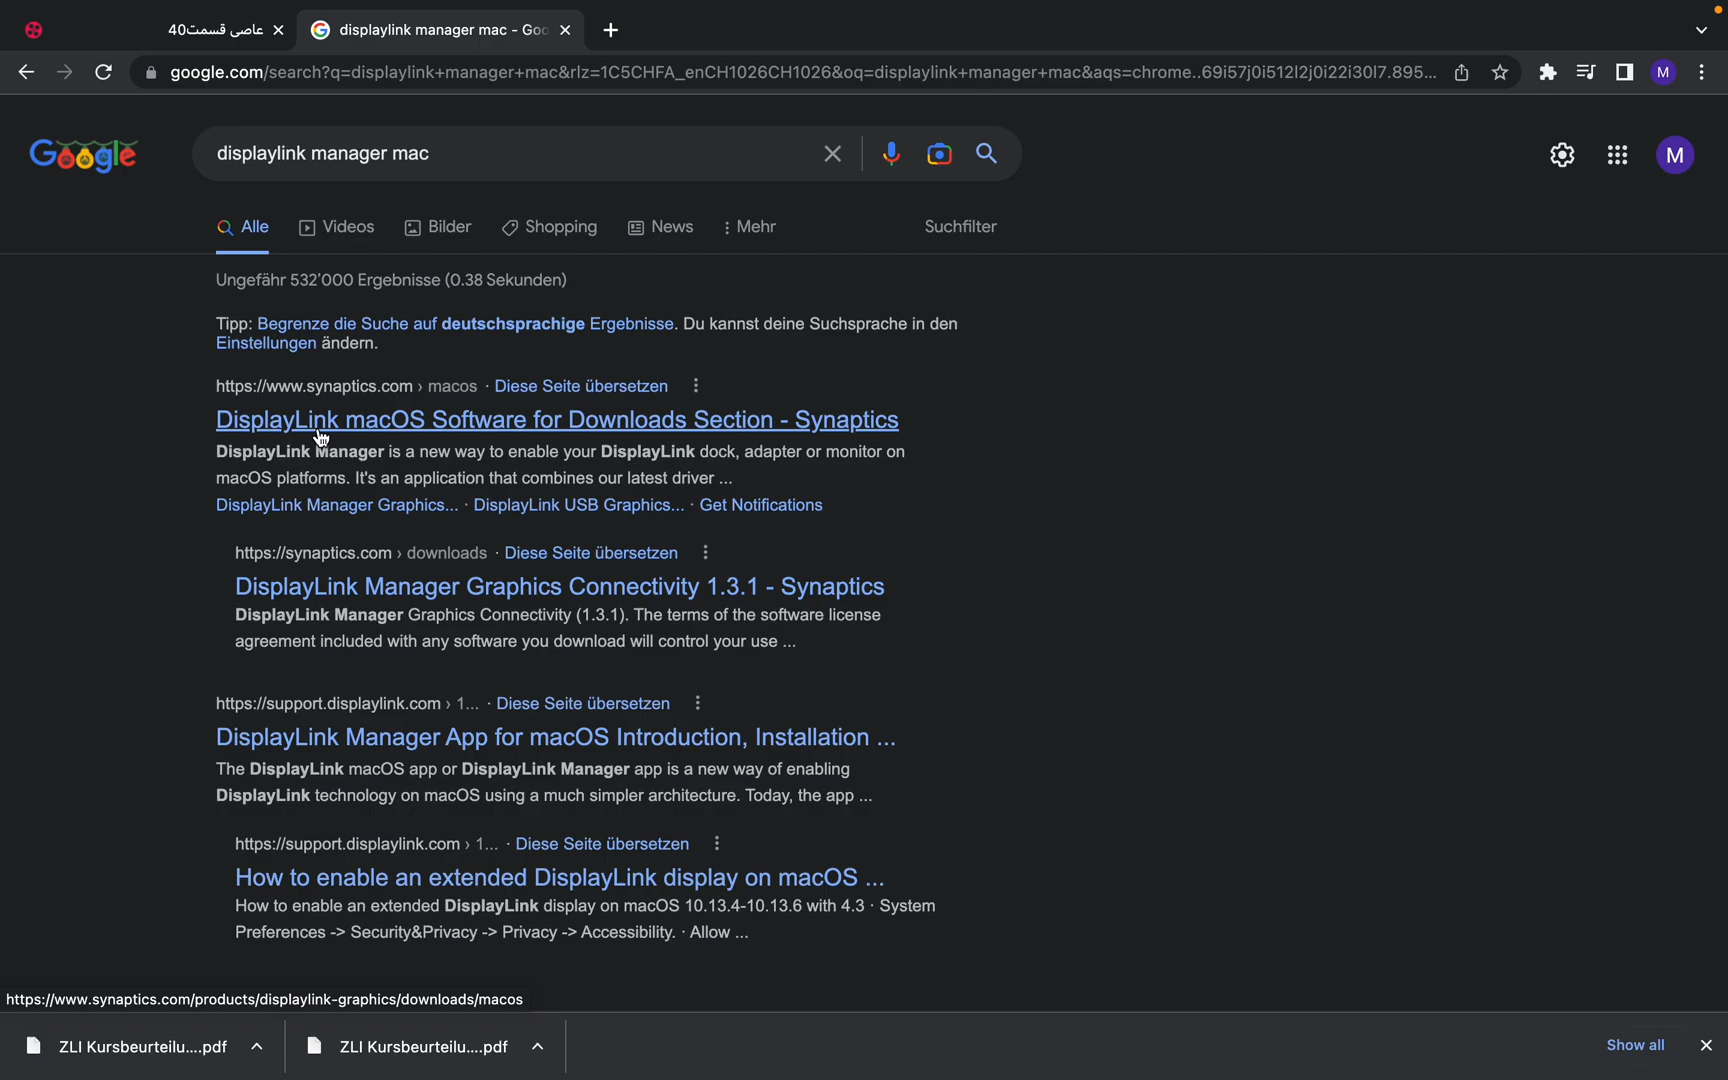 عاصی قسمت40
displaylink manager mac - Goo
google.com/search?q=displaylink+manager+mac&rlz=1C5CHFA_enCH1026CH1026&oq=displaylink+manager+mac&aqs=chrome..69i57j0i512l2j0i22i30l7.895...
M
Google
displaylink manager mac
M
Alle
Videos
Bilder
Shopping
News
Mehr
Suchfilter
Ungefähr 532'000 Ergebnisse (0.38 Sekunden)
Tipp: Begrenze die Suche auf deutschsprachige Ergebnisse. Du kannst deine Suchsprache in den
Einstellungen ändern.
https://www.synaptics.com › macos · Diese Seite übersetzen
DisplayLink macOS Software for Downloads Section - Synaptics
DisplayLink Manager is a new way to enable your DisplayLink dock, adapter or monitor on
macOS platforms. It's an application that combines our latest driver ...
DisplayLink Manager Graphics... · DisplayLink USB Graphics... · Get Notifications
https://synaptics.com › downloads · Diese Seite übersetzen
DisplayLink Manager Graphics Connectivity 1.3.1 - Synaptics
DisplayLink Manager Graphics Connectivity (1.3.1). The terms of the software license
agreement included with any software you download will control your use ...
https://support.displaylink.com › 1... · Diese Seite übersetzen
DisplayLink Manager App for macOS Introduction, Installation ...
The DisplayLink macOS app or DisplayLink Manager app is a new way of enabling
DisplayLink technology on macOS using a much simpler architecture. Today, the app ...
https://support.displaylink.com › 1... · Diese Seite übersetzen
How to enable an extended DisplayLink display on macOS ...
How to enable an extended DisplayLink display on macOS 10.13.4-10.13.6 with 4.3 · System
Preferences -> Security&Privacy -> Privacy -> Accessibility. · Allow ...
https://www.synaptics.com/products/displaylink-graphics/downloads/macos
ZLI Kursbeurteilu....pdf
ZLI Kursbeurteilu....pdf
Show all